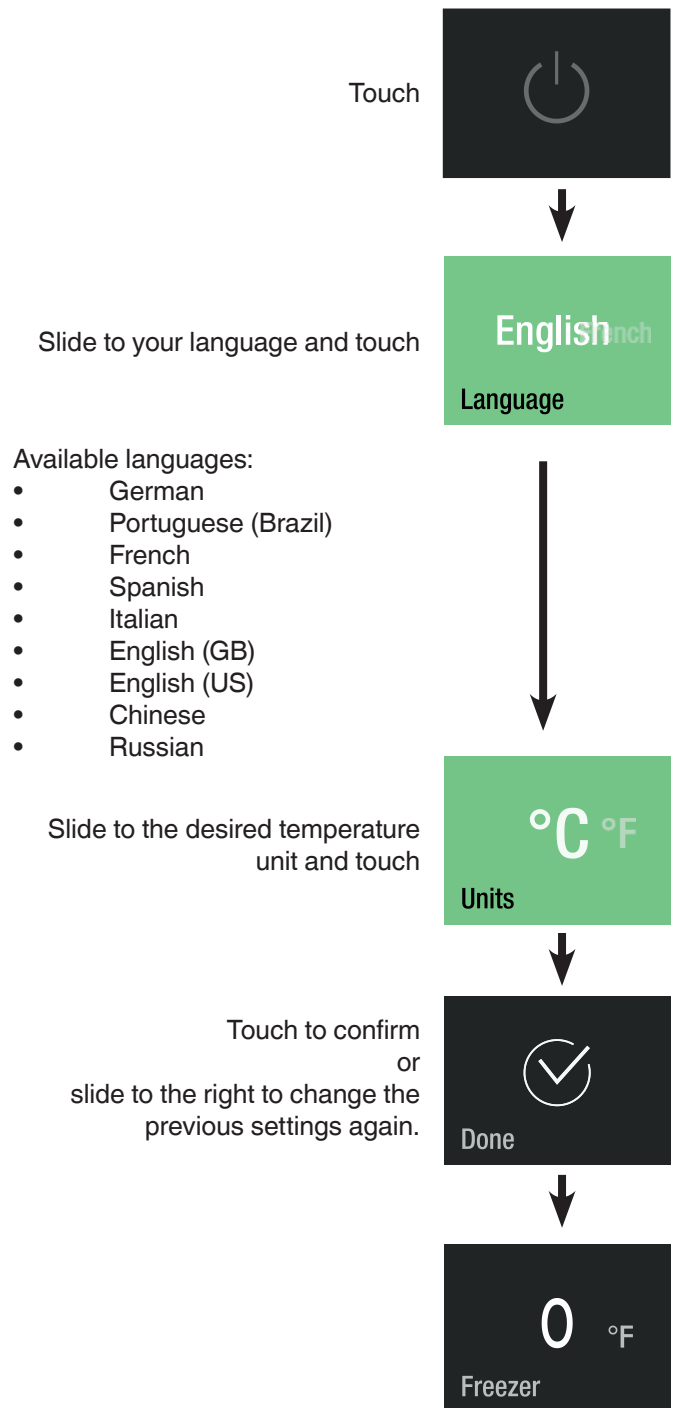 Touch
Slide to your language and touch
English
French
Language
Available languages:
• German
• Portuguese (Brazil)
• French
• Spanish
• Italian
• English (GB)
• English (US)
• Chinese
• Russian
Slide to the desired temperature
unit and touch
°C °F
Units
Touch to confirm
or
slide to the right to change the
previous settings again.
Done
0 °F
Freezer